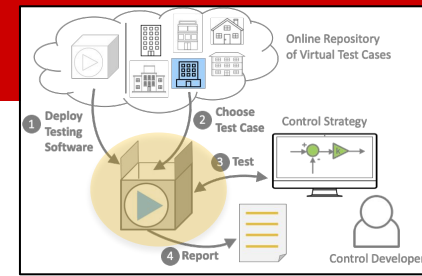 Online Repository
of Virtual Test Cases
1 Deploy
Testing
Software
2 Choose
Test Case
Control Strategy
3 Test
4 Report
Control Developer